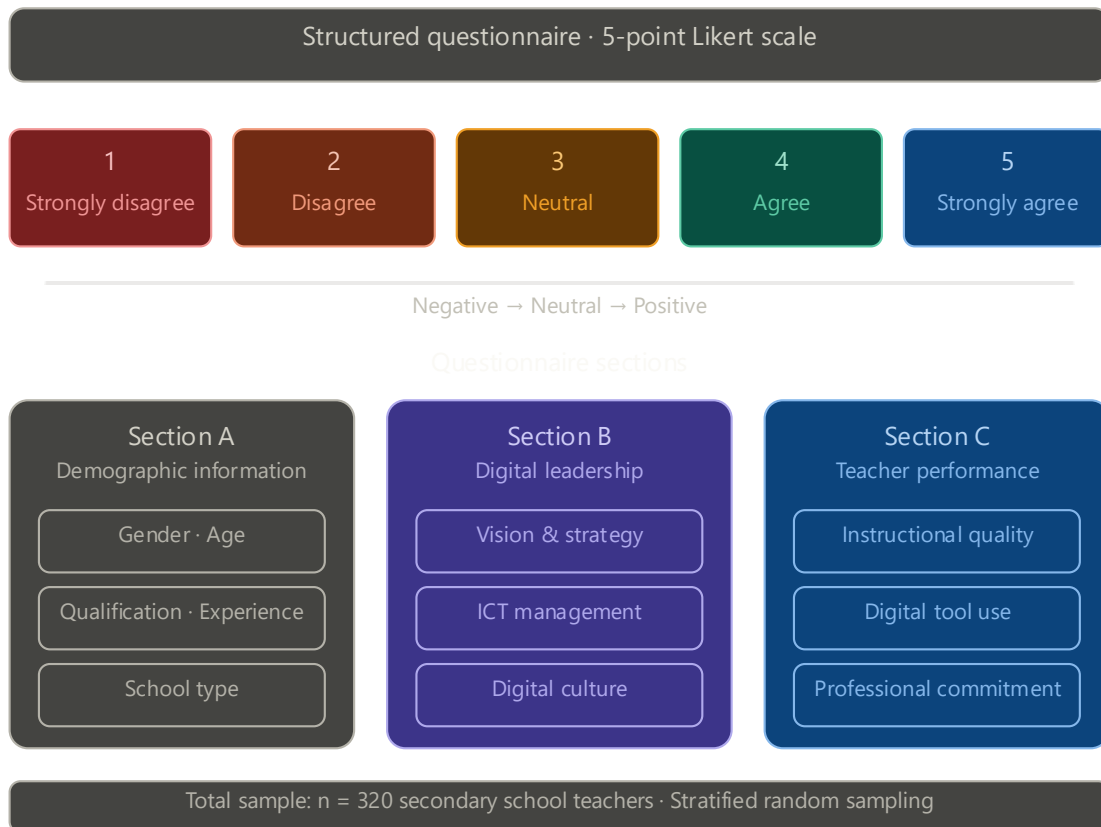 Structured questionnaire · 5-point Likert scale
1
Strongly disagree
2
Disagree
3
Neutral
4
Agree
5
Strongly agree
Negative → Neutral → Positive
Questionnaire sections
Section A
Demographic information
Gender · Age
Qualification · Experience
School type
Section B
Digital leadership
Vision & strategy
ICT management
Digital culture
Section C
Teacher performance
Instructional quality
Digital tool use
Professional commitment
Total sample: n = 320 secondary school teachers · Stratified random sampling